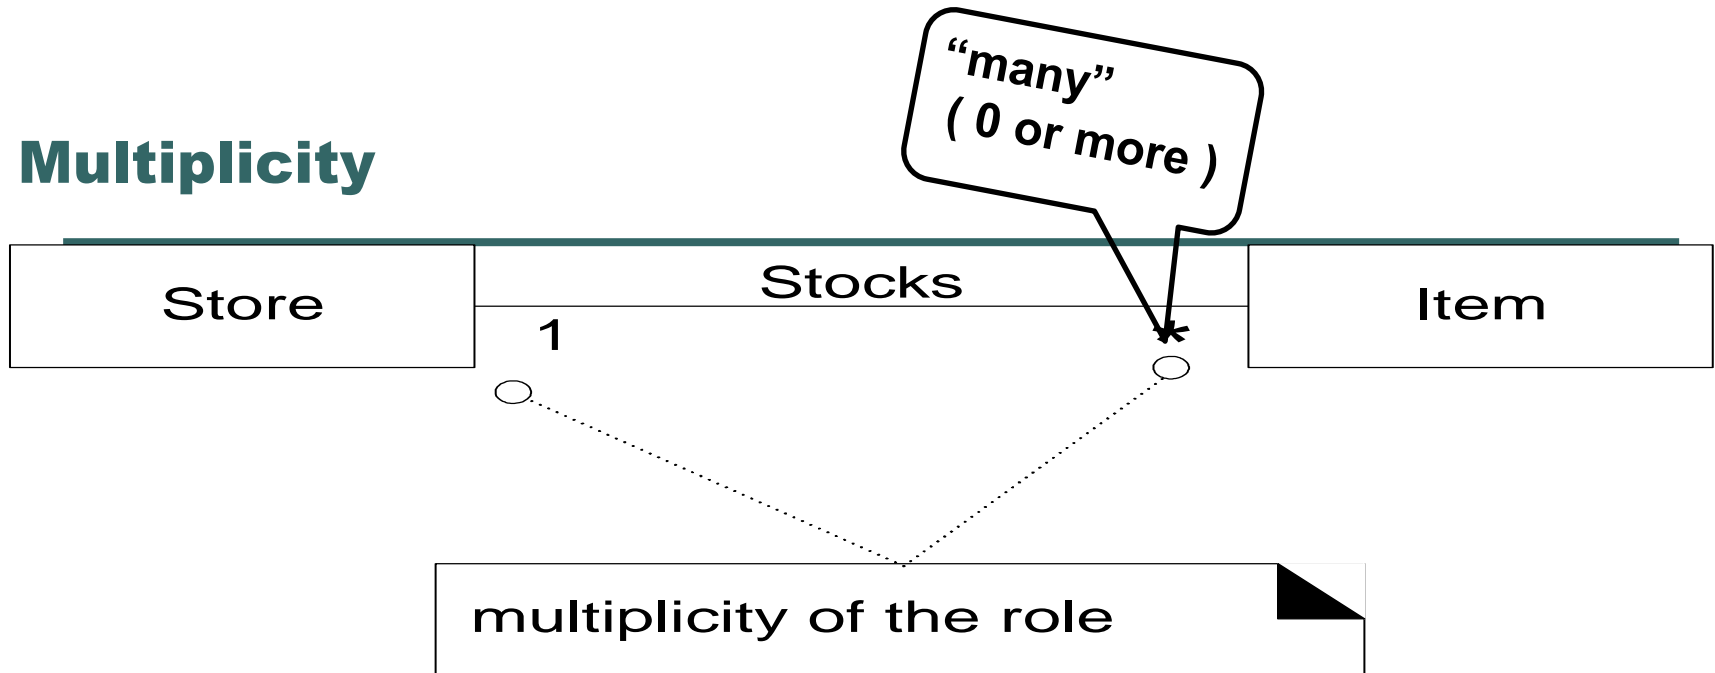 “many”
( 0 or more )
Multiplicity
Store
Stocks
Item
1
*
multiplicity of the role